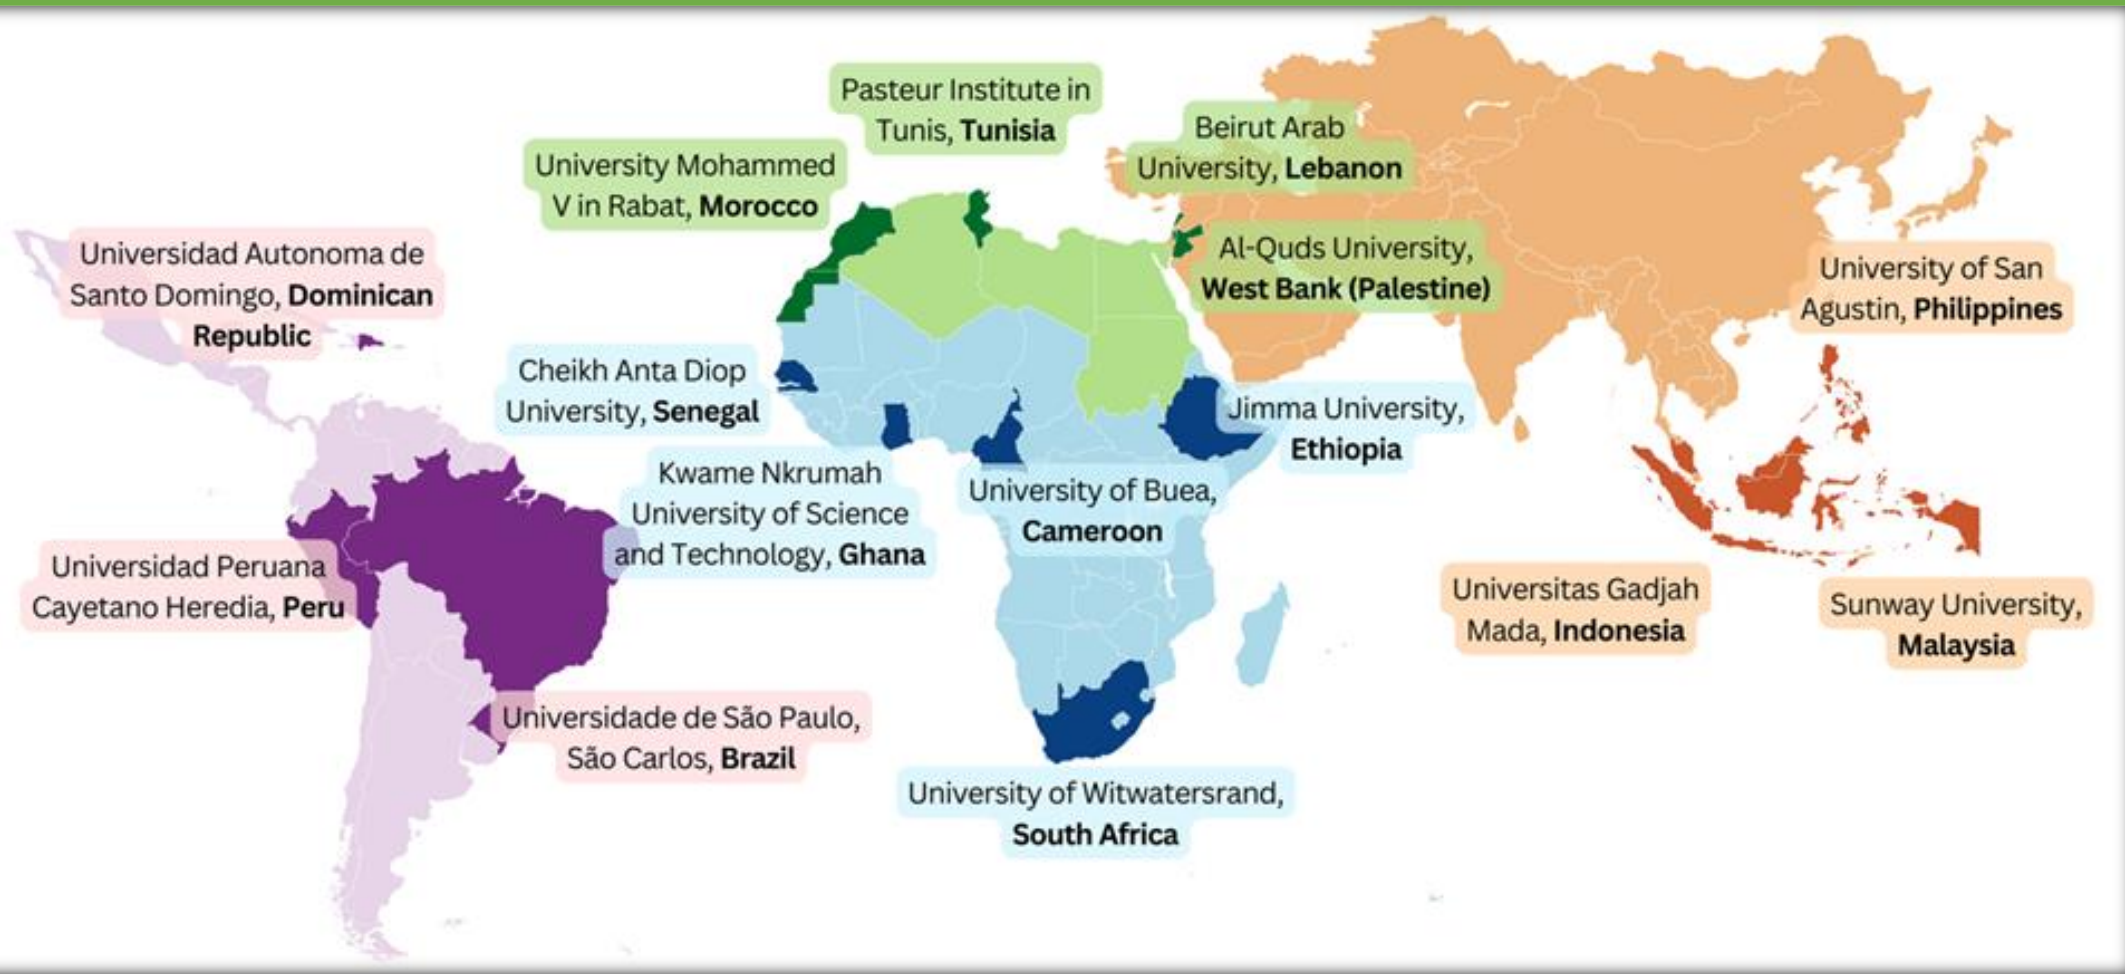 Pasteur Institute in
Tunis, Tunisia
Beirut Arab
University, Lebanon
University Mohammed
V in Rabat, Morocco
Universidad Autonoma de
Santo Domingo, Dominican
Republic
Al-Quds University,
West Bank (Palestine)
University of San
Agustin, Philippines
Cheikh Anta Diop
University, Senegal
Jimma University,
Ethiopia
Kwame Nkrumah
University of Science
and Technology, Ghana
University of Buea,
Cameroon
Universidad Peruana
Cayetano Heredia, Peru
Universitas Gadjah
Mada, Indonesia
Sunway University,
Malaysia
Universidade de São Paulo,
São Carlos, Brazil
University of Witwatersrand,
South Africa